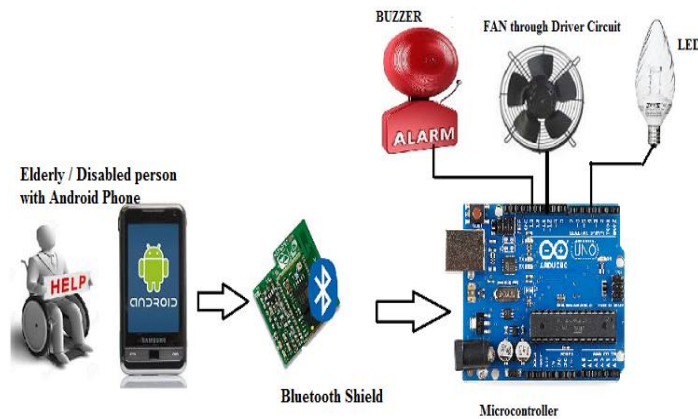 BUZZER
FAN through Driver Circuit
LED
ALARM
Elderly / Disabled person
with Android Phone
HELP
ANDROID
SAMSUNG
UNO
ARDUINO
Bluetooth Shield
Microcontroller